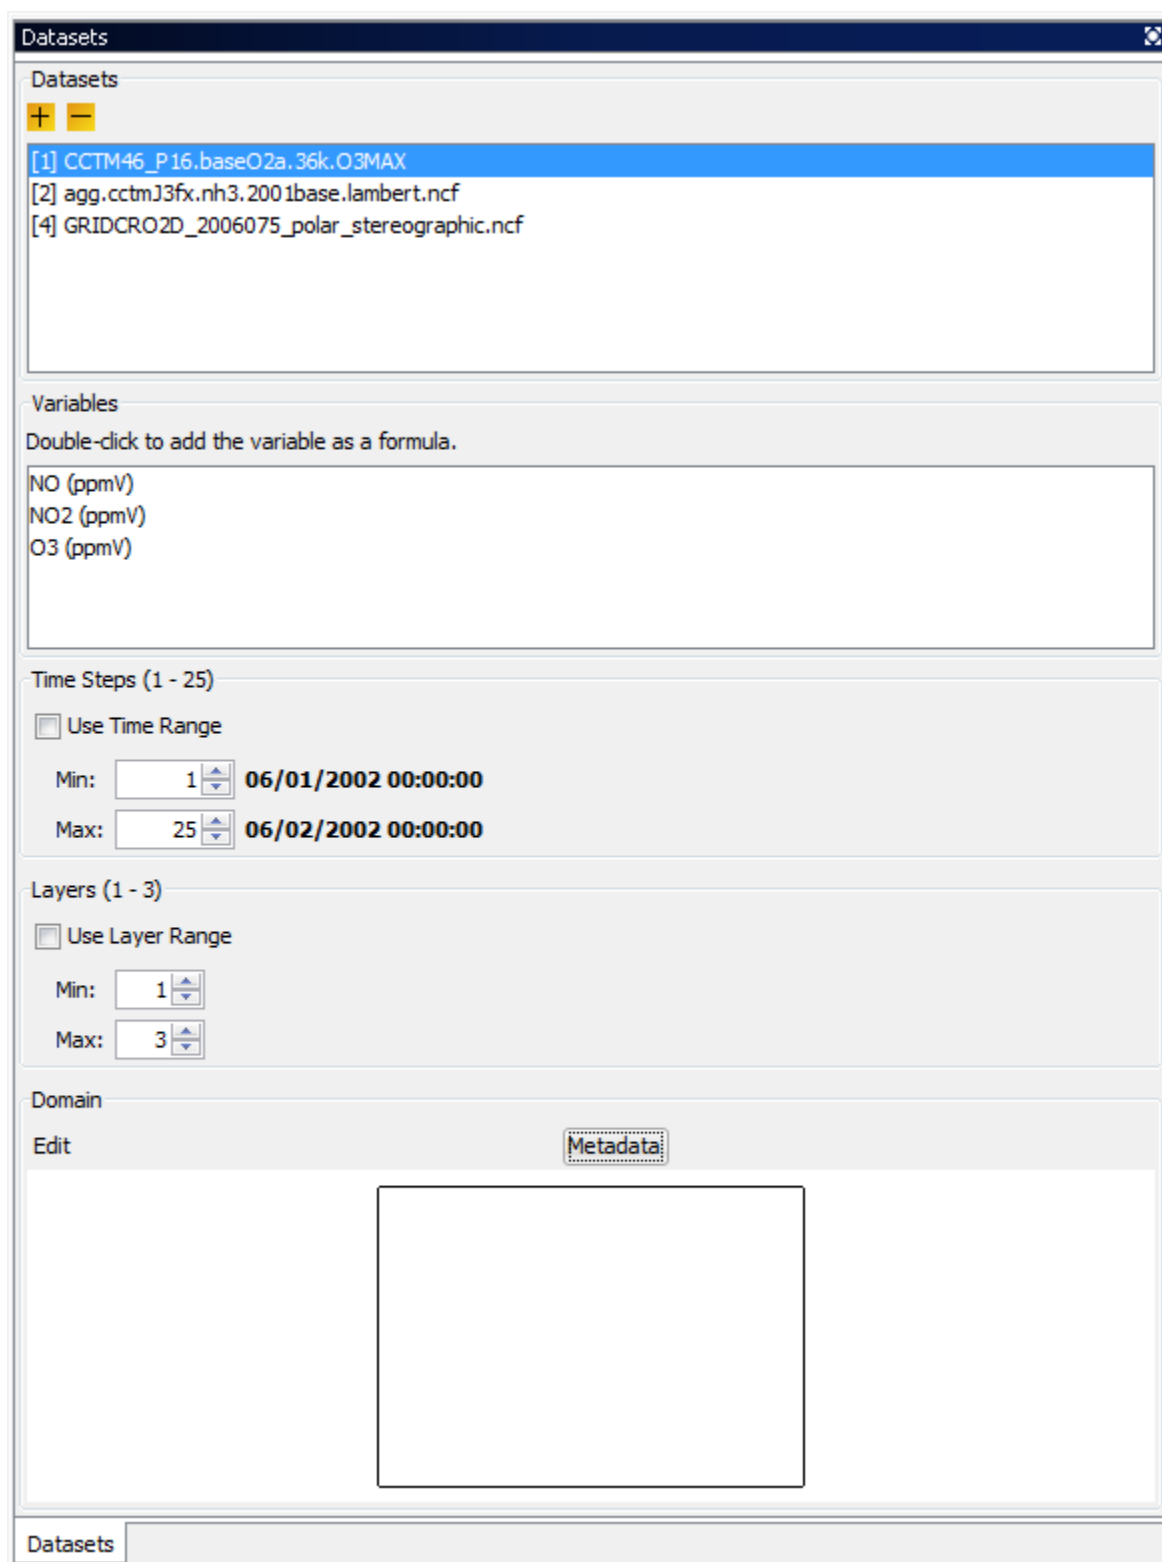 Datasets
Datasets
+ −
[1] CCTM46_P16.baseO2a.36k.O3MAX
[2] agg.cctmJ3fx.nh3.2001base.lambert.ncf
[4] GRIDCRO2D_2006075_polar_stereographic.ncf
Variables
Double-click to add the variable as a formula.
NO (ppmV)
NO2 (ppmV)
O3 (ppmV)
Time Steps (1 - 25)
Use Time Range
Min: 1 06/01/2002 00:00:00
Max: 25 06/02/2002 00:00:00
Layers (1 - 3)
Use Layer Range
Min: 1
Max: 3
Domain
Edit Metadata
Datasets